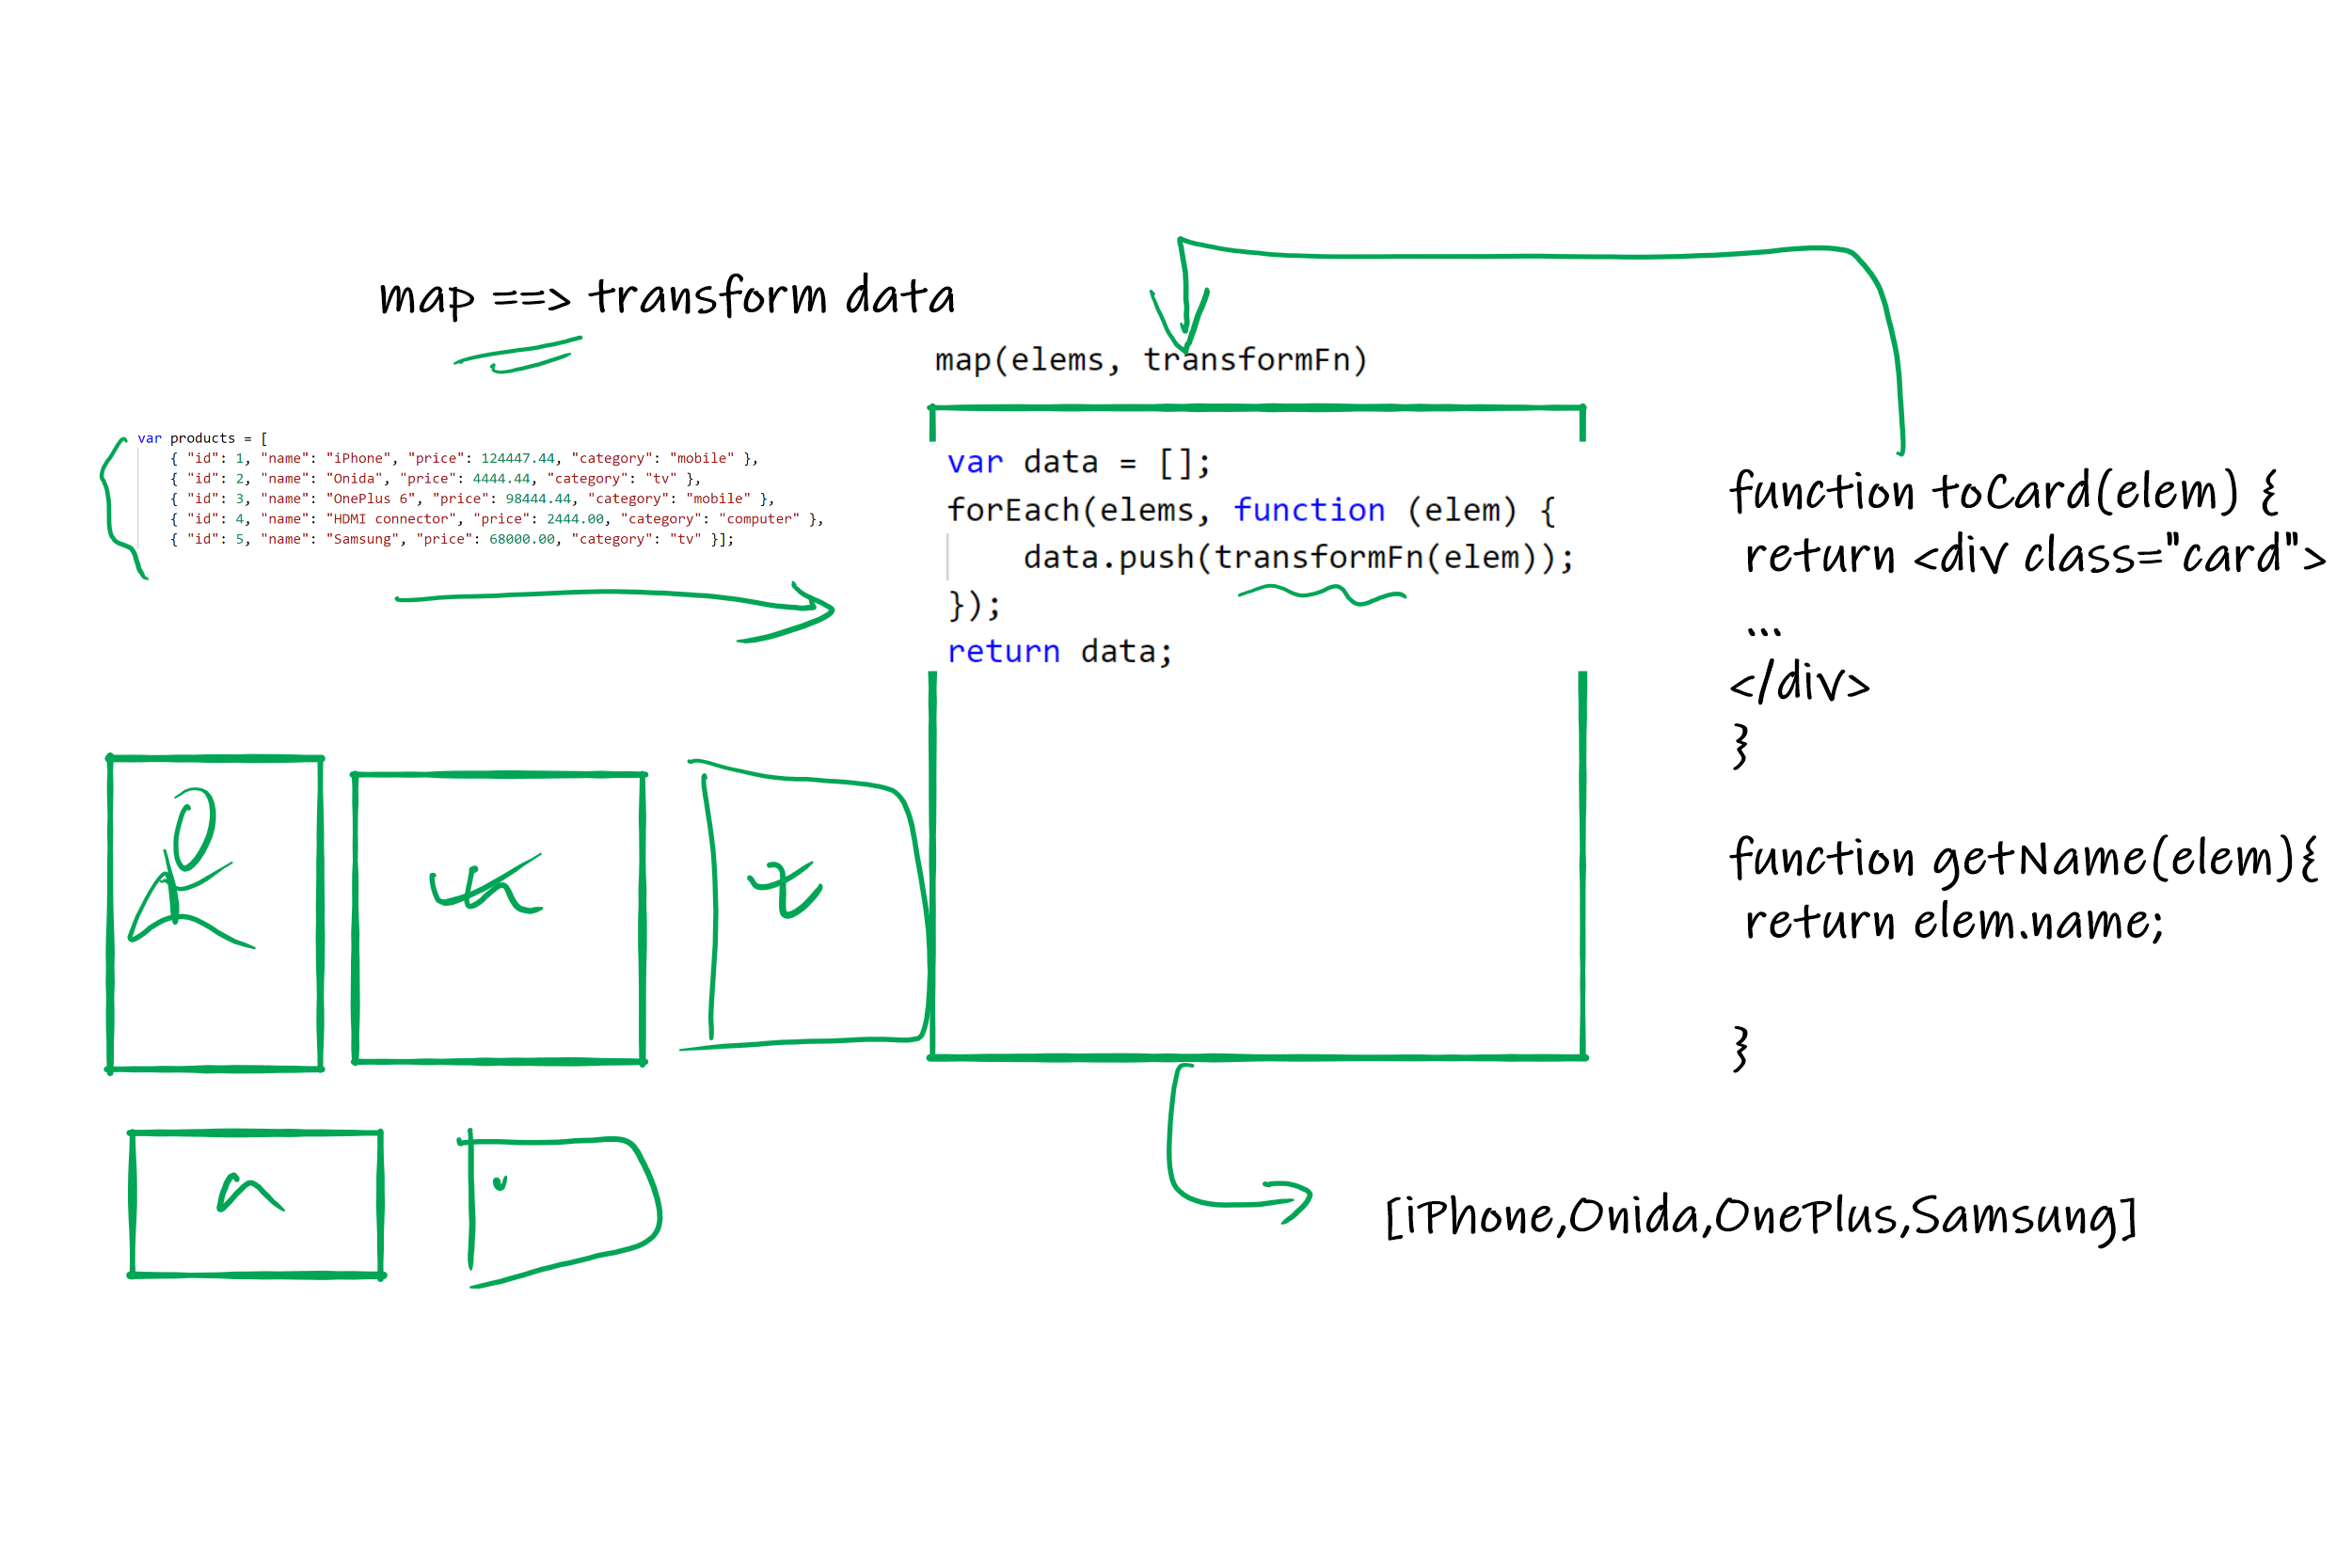 map ==> transform data
map(elems, transformFn)
var products = [
{ "id": 1, "name": "iPhone", "price": 124447.44, "category": "mobile" },
{ "id": 2, "name": "Onida", "price": 4444.44, "category": "tv" },
{ "id": 3, "name": "OnePlus 6", "price": 98444.44, "category": "mobile" },
{ "id": 4, "name": "HDMI connector", "price": 2444.00, "category": "computer" },
{ "id": 5, "name": "Samsung", "price": 68000.00, "category": "tv" }];
var data = [];
forEach(elems, function (elem) {
data.push(transformFn(elem));
});
return data;
function toCard(elem) {
return <div class="card">
...
</div>
}
function getName(elem){
return elem.name;
}
[iPhone,Onida,OnePlus,Samsung]